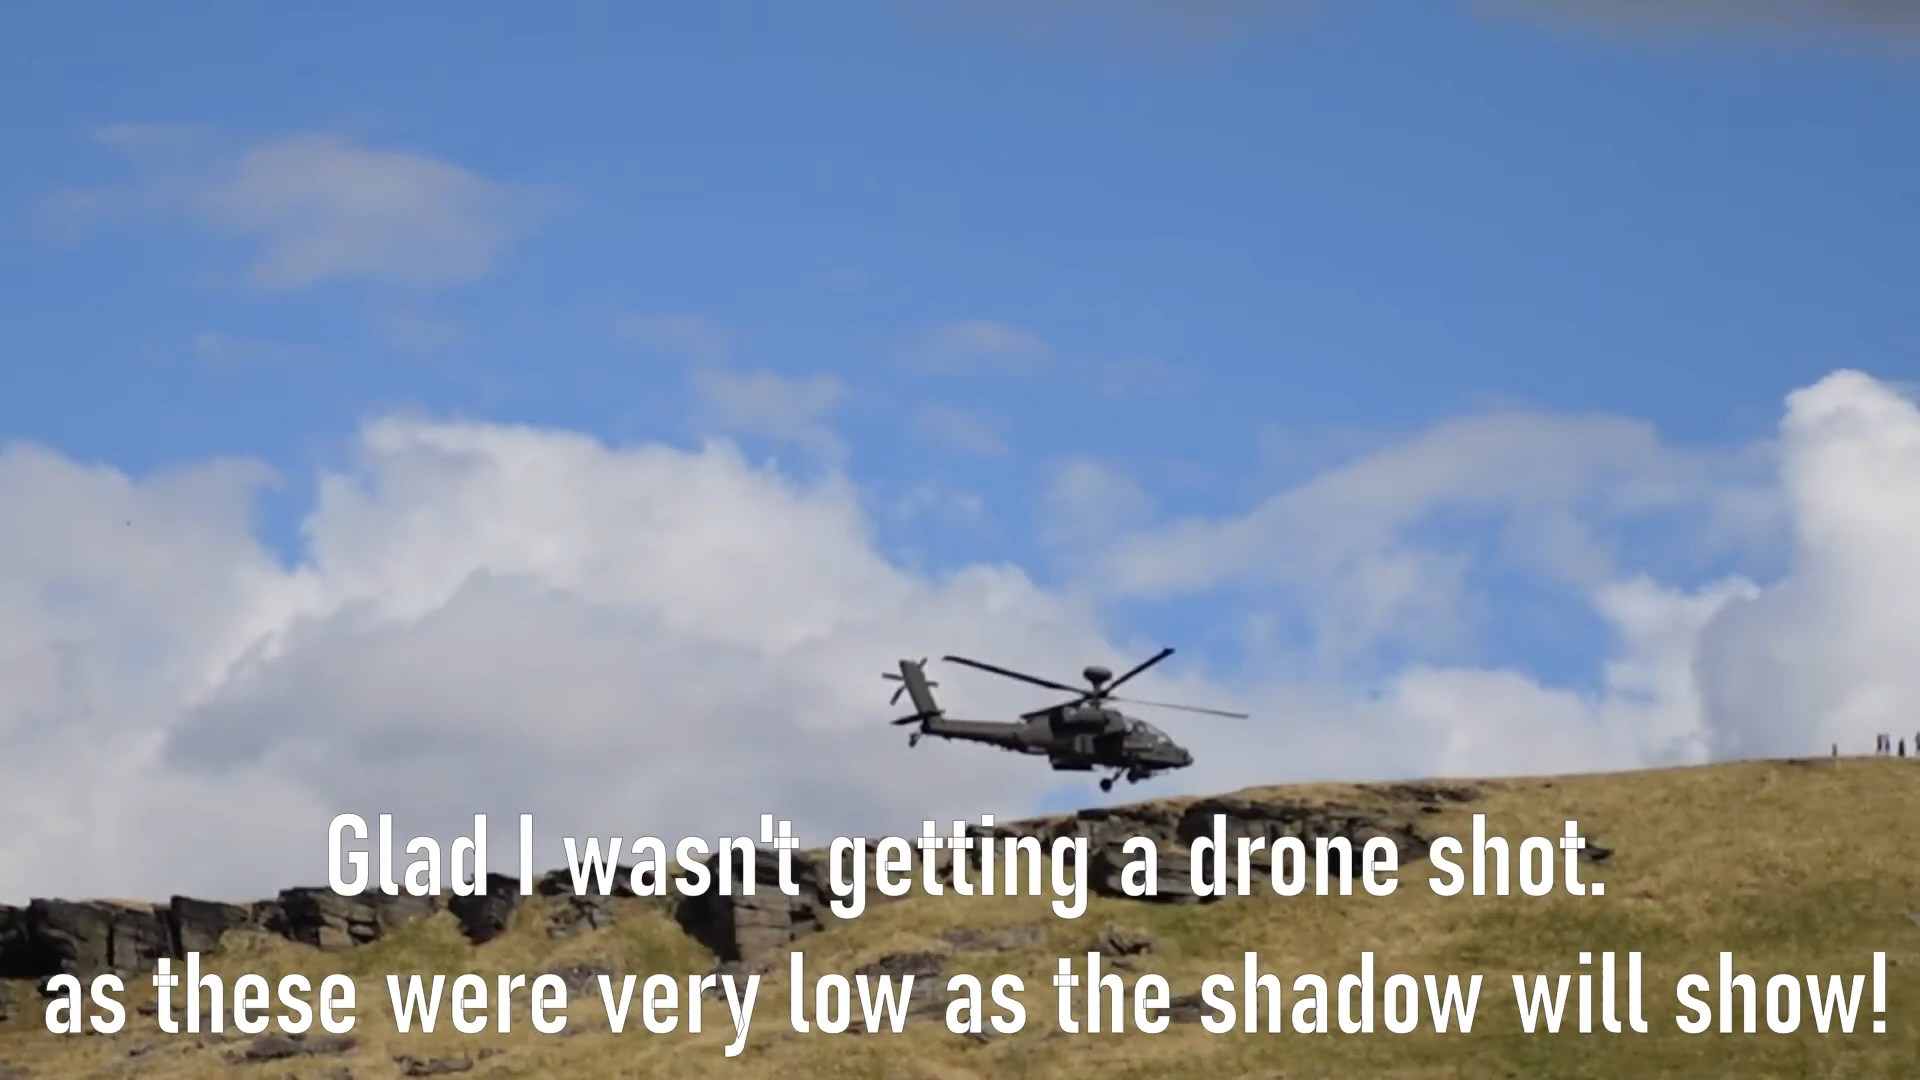 Glad I wasn't getting a drone shot.
as these were very low as the shadow will show!